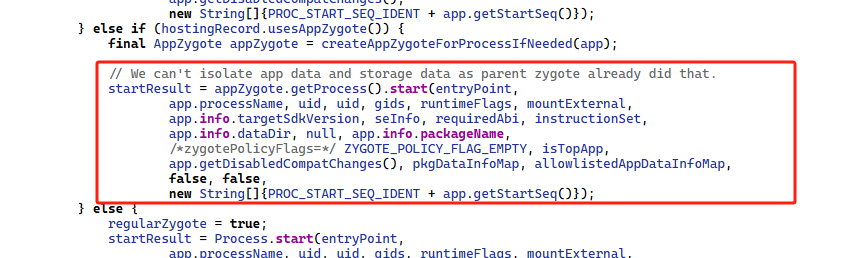 app.getDisabledCompatChanges(),
new String[]{PROC_START_SEQ_IDENT + app.getStartSeq()});
} else if (hostingRecord.usesAppZygote()) {
final AppZygote appZygote = createAppZygoteForProcessIfNeeded(app);
// We can't isolate app data and storage data as parent zygote already did that.
startResult = appZygote.getProcess().start(entryPoint,
app.processName, uid, uid, gids, runtimeFlags, mountExternal,
app.info.targetSdkVersion, seInfo, requiredAbi, instructionSet,
app.info.dataDir, null, app.info.packageName,
/*zygotePolicyFlags=*/ ZYGOTE_POLICY_FLAG_EMPTY, isTopApp,
app.getDisabledCompatChanges(), pkgDataInfoMap, allowlistedAppDataInfoMap,
false, false,
new String[]{PROC_START_SEQ_IDENT + app.getStartSeq()});
} else {
regularZygote = true;
startResult = Process.start(entryPoint,
app.processName, uid, uid, gids, runtimeFlags, mountExternal,